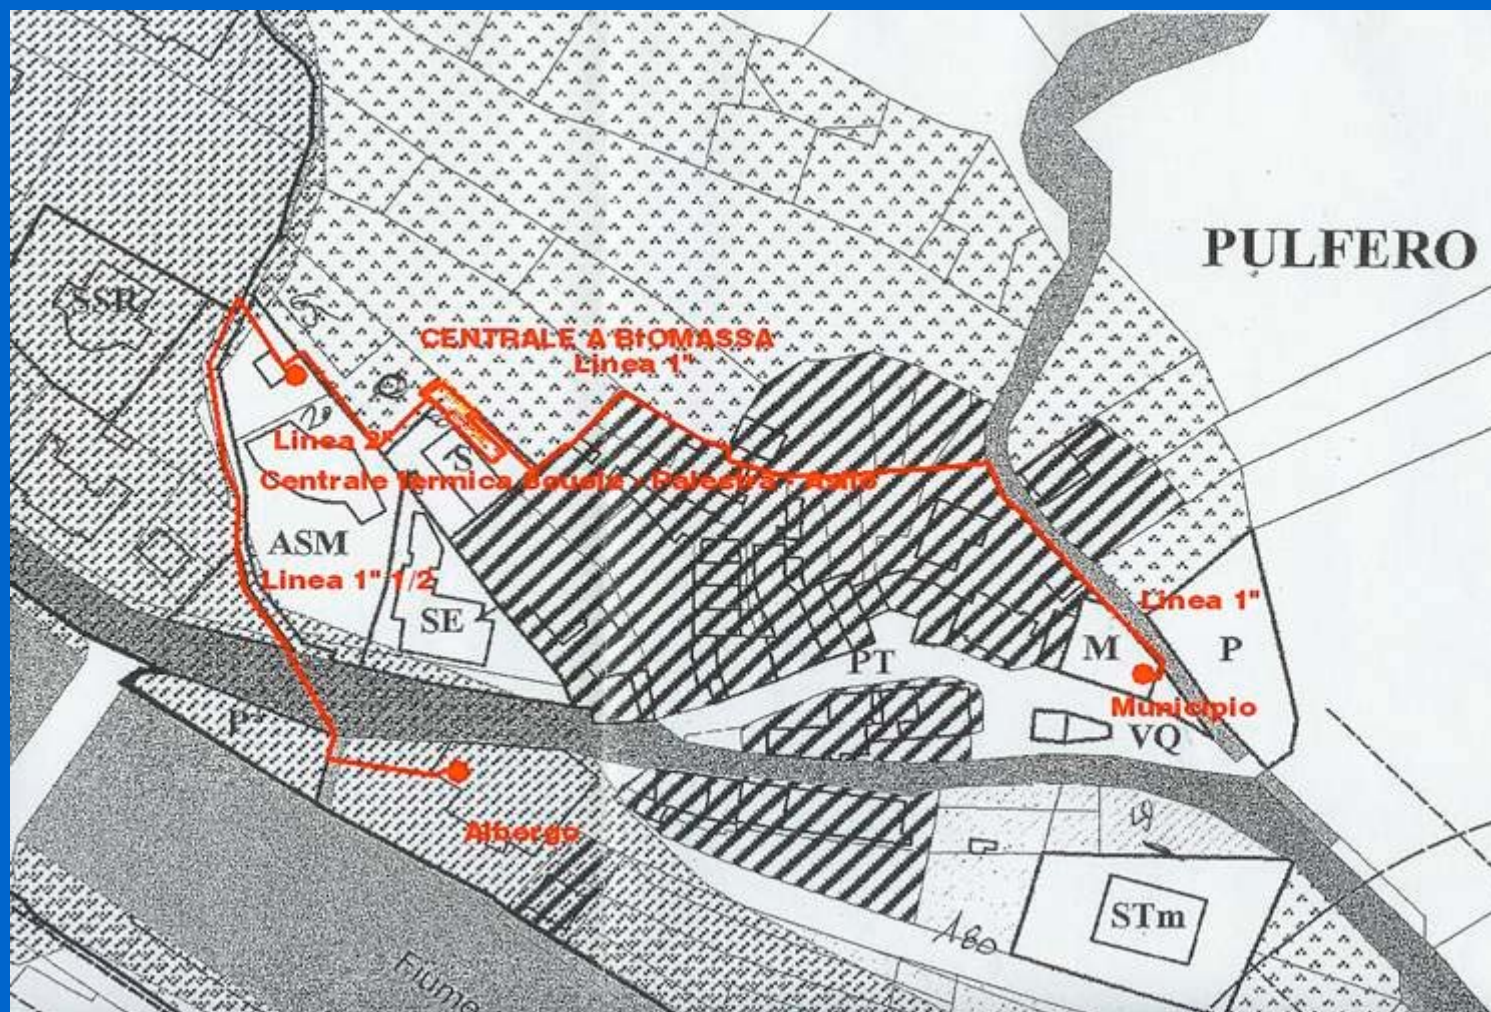 PULFERO
SSR
CENTRALE A BIOMASSA
Linea 1"
Linea 2"
S
Centrale termica Scuola - Palestra - Asilo
ASM
Linea 1" 1/2
SE
Linea 1"
M
P
PT
Municipio
P
VQ
Albergo
STm
A80
Fiume